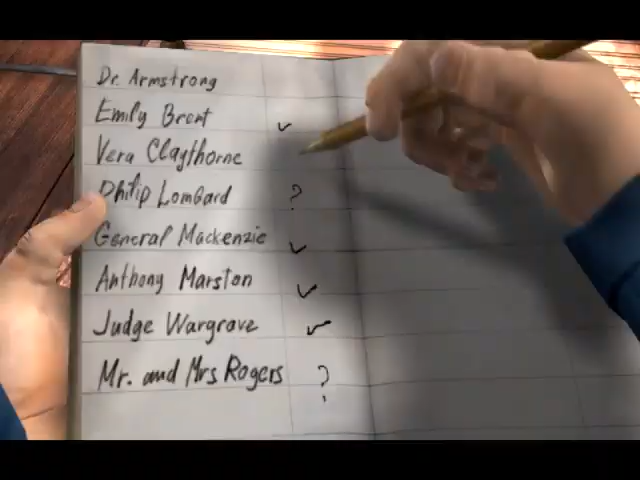 Dr. Armstrong
Emily Brent ✓
Vera Claythorne
Philip Lombard ?
General Mackenzie ✓
Anthony Marston ✓
Judge Wargrave ✓
Mr. and Mrs Rogers ?